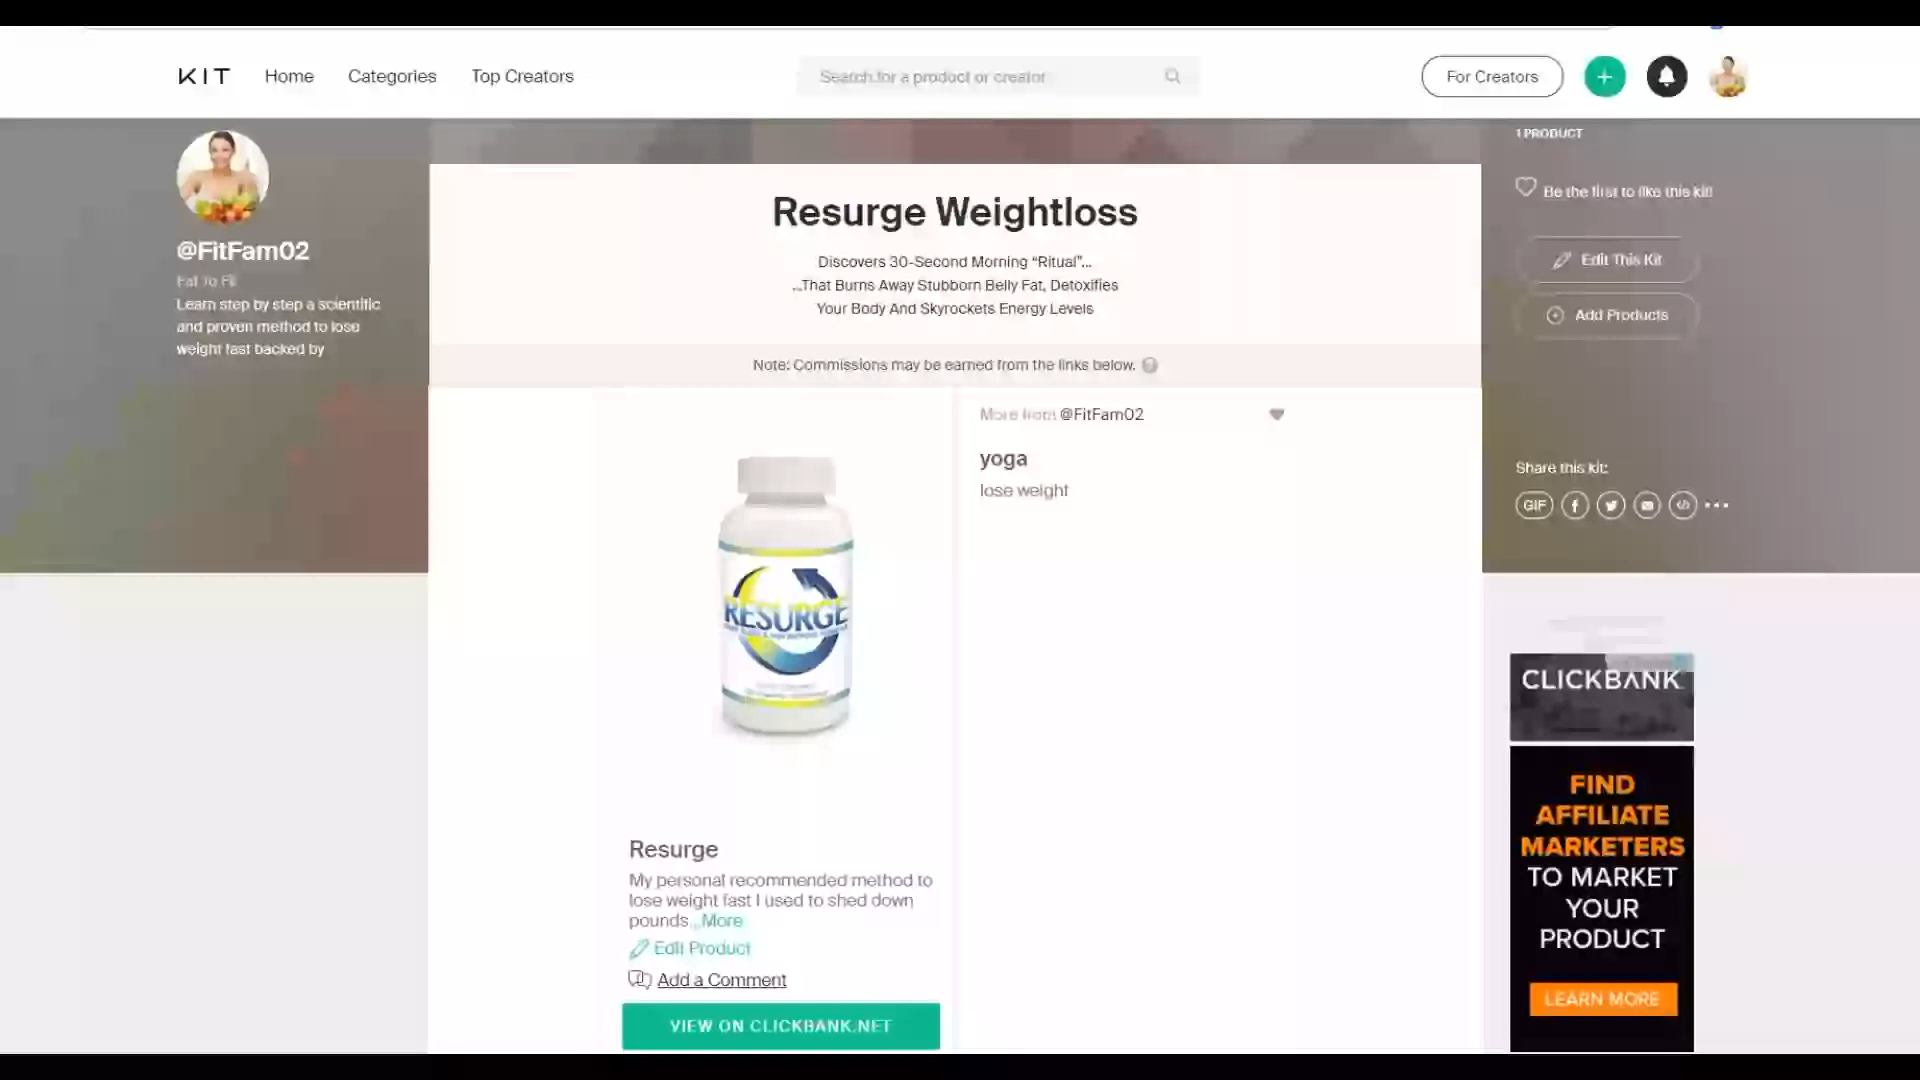 KIT Home Categories Top Creators Search for a product or creator For Creators
@FitFam02
Fat To Fit
Learn step by step a scientific
and proven method to lose
weight fast backed by
Resurge Weightloss
Discovers 30-Second Morning “Ritual”...
...That Burns Away Stubborn Belly Fat, Detoxifies
Your Body And Skyrockets Energy Levels
Note: Commissions may be earned from the links below.
RESURGE
Resurge
My personal recommended method to
lose weight fast I used to shed down
pounds...More
Edit Product
Add a Comment
VIEW ON CLICKBANK.NET
More from @FitFam02
yoga
lose weight
1 PRODUCT
Be the first to like this kit!
Edit This Kit
Add Products
Share this kit:
GIF
CLICKBANK
FIND
AFFILIATE
MARKETERS
TO MARKET
YOUR
PRODUCT
LEARN MORE